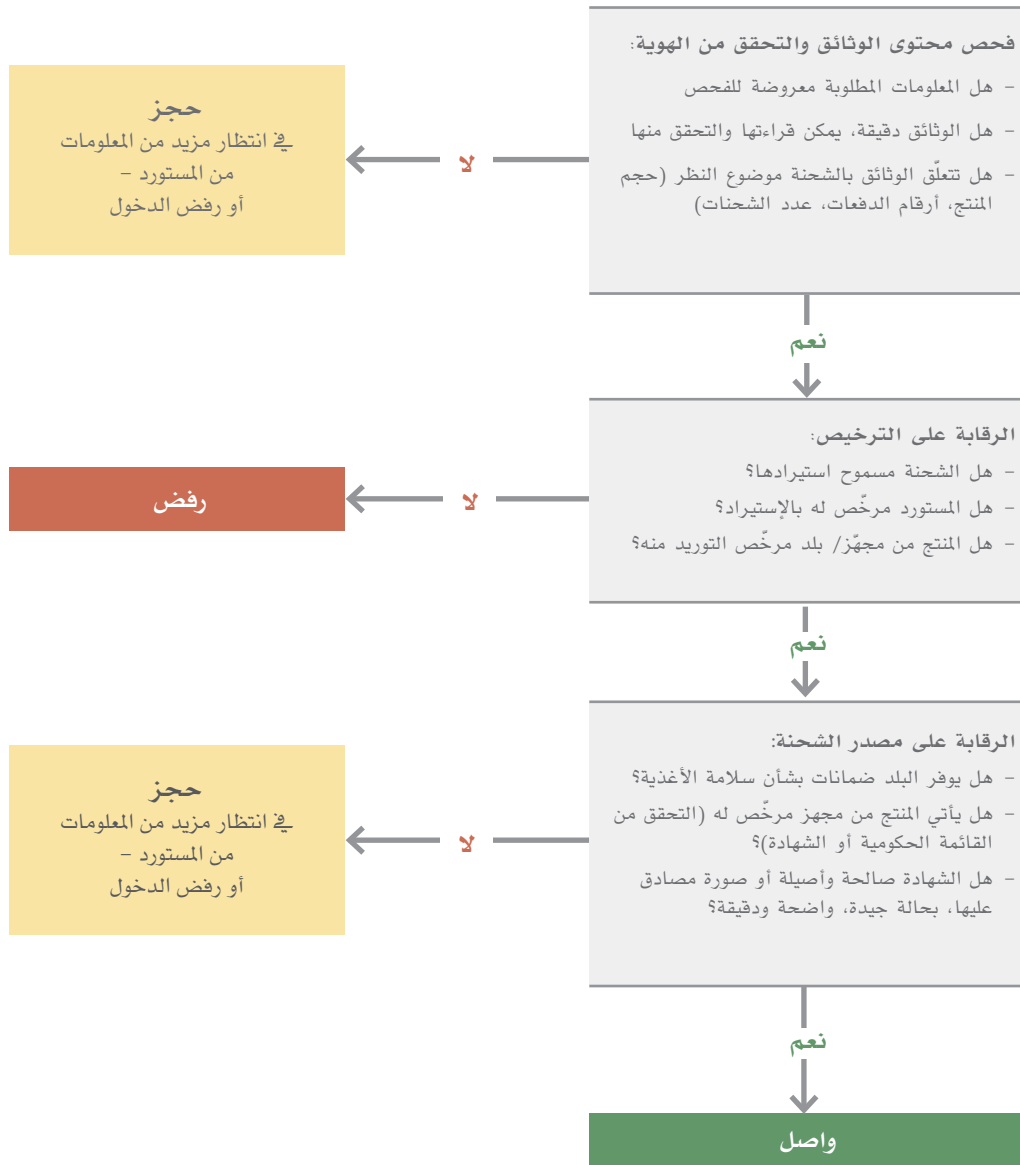 فحص محتوى الوثائق والتحقق من الهوية:
– هل المعلومات المطلوبة معروضة للفحص
– هل الوثائق دقيقة، يمكن قراءتها والتحقق منها
– هل تتعلّق الوثائق بالشحنة موضوع النظر (حجم
المنتج، أرقام الدفعات، عدد الشحنات)
لا
حجز
في انتظار مزيد من المعلومات
من المستورد –
أو رفض الدخول
نعم
الرقابة على الترخيص:
– هل الشحنة مسموح استيرادها؟
– هل المستورد مرخّص له بالإستيراد؟
– هل المنتج من مجهّز/ بلد مرخّص التوريد منه؟
لا
رفض
نعم
الرقابة على مصدر الشحنة:
– هل يوفر البلد ضمانات بشأن سلامة الأغذية؟
– هل يأتي المنتج من مجهز مرخّص له (التحقق من
القائمة الحكومية أو الشهادة)؟
– هل الشهادة صالحة وأصيلة أو صورة مصادق
عليها، بحالة جيدة، واضحة ودقيقة؟
لا
حجز
في انتظار مزيد من المعلومات
من المستورد –
أو رفض الدخول
نعم
واصل